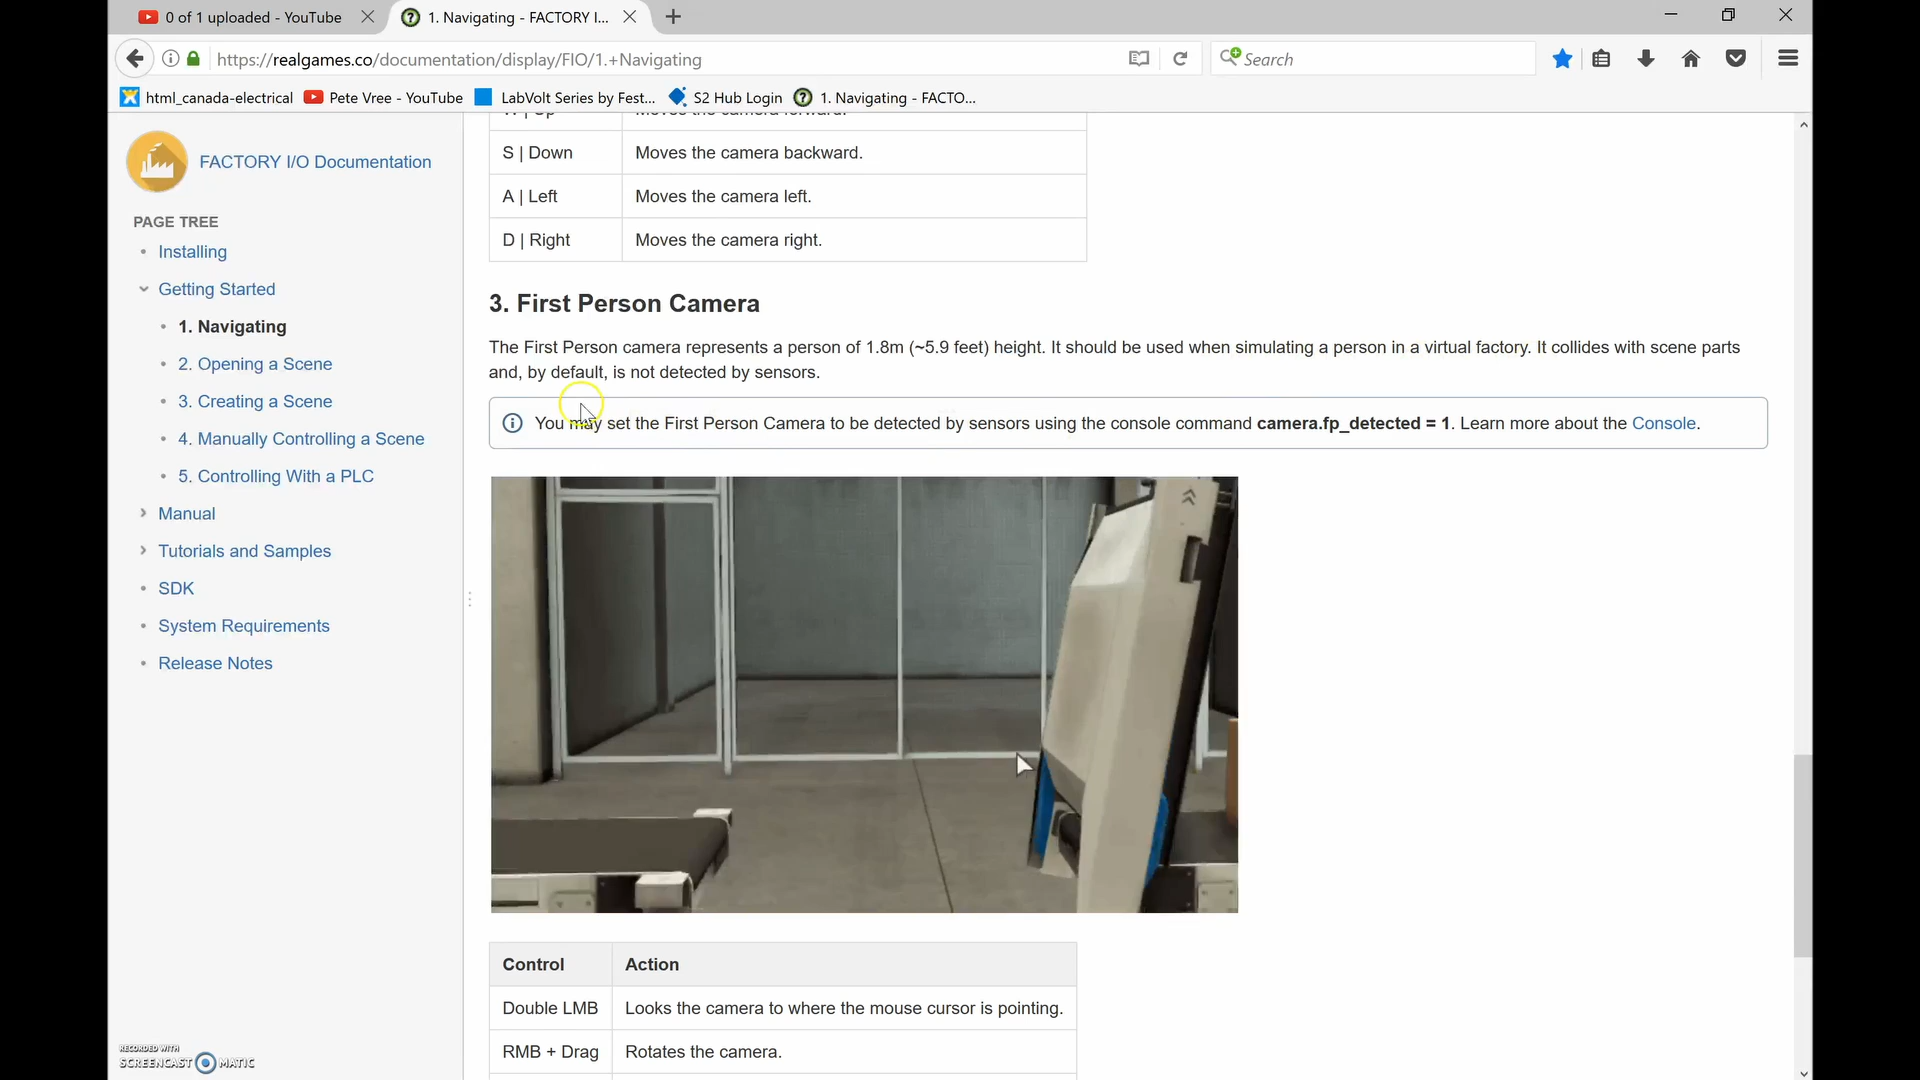 0 of 1 uploaded - YouTube
1. Navigating - FACTORY I...
https://realgames.co/documentation/display/FIO/1.+Navigating
Search
html_canada-electrical
Pete Vree - YouTube
LabVolt Series by Fest...
S2 Hub Login
1. Navigating - FACTO...
FACTORY I/O Documentation
PAGE TREE
Installing
Getting Started
1. Navigating
2. Opening a Scene
3. Creating a Scene
4. Manually Controlling a Scene
5. Controlling With a PLC
Manual
Tutorials and Samples
SDK
System Requirements
Release Notes
W | Up Moves the camera forward.
S | Down Moves the camera backward.
A | Left Moves the camera left.
D | Right Moves the camera right.
3. First Person Camera
The First Person camera represents a person of 1.8m (~5.9 feet) height. It should be used when simulating a person in a virtual factory. It collides with scene parts
and, by default, is not detected by sensors.
You may set the First Person Camera to be detected by sensors using the console command camera.fp_detected = 1. Learn more about the Console.
Control Action
Double LMB Looks the camera to where the mouse cursor is pointing.
RMB + Drag Rotates the camera.
RECORDED WITH
SCREENCAST MATIC